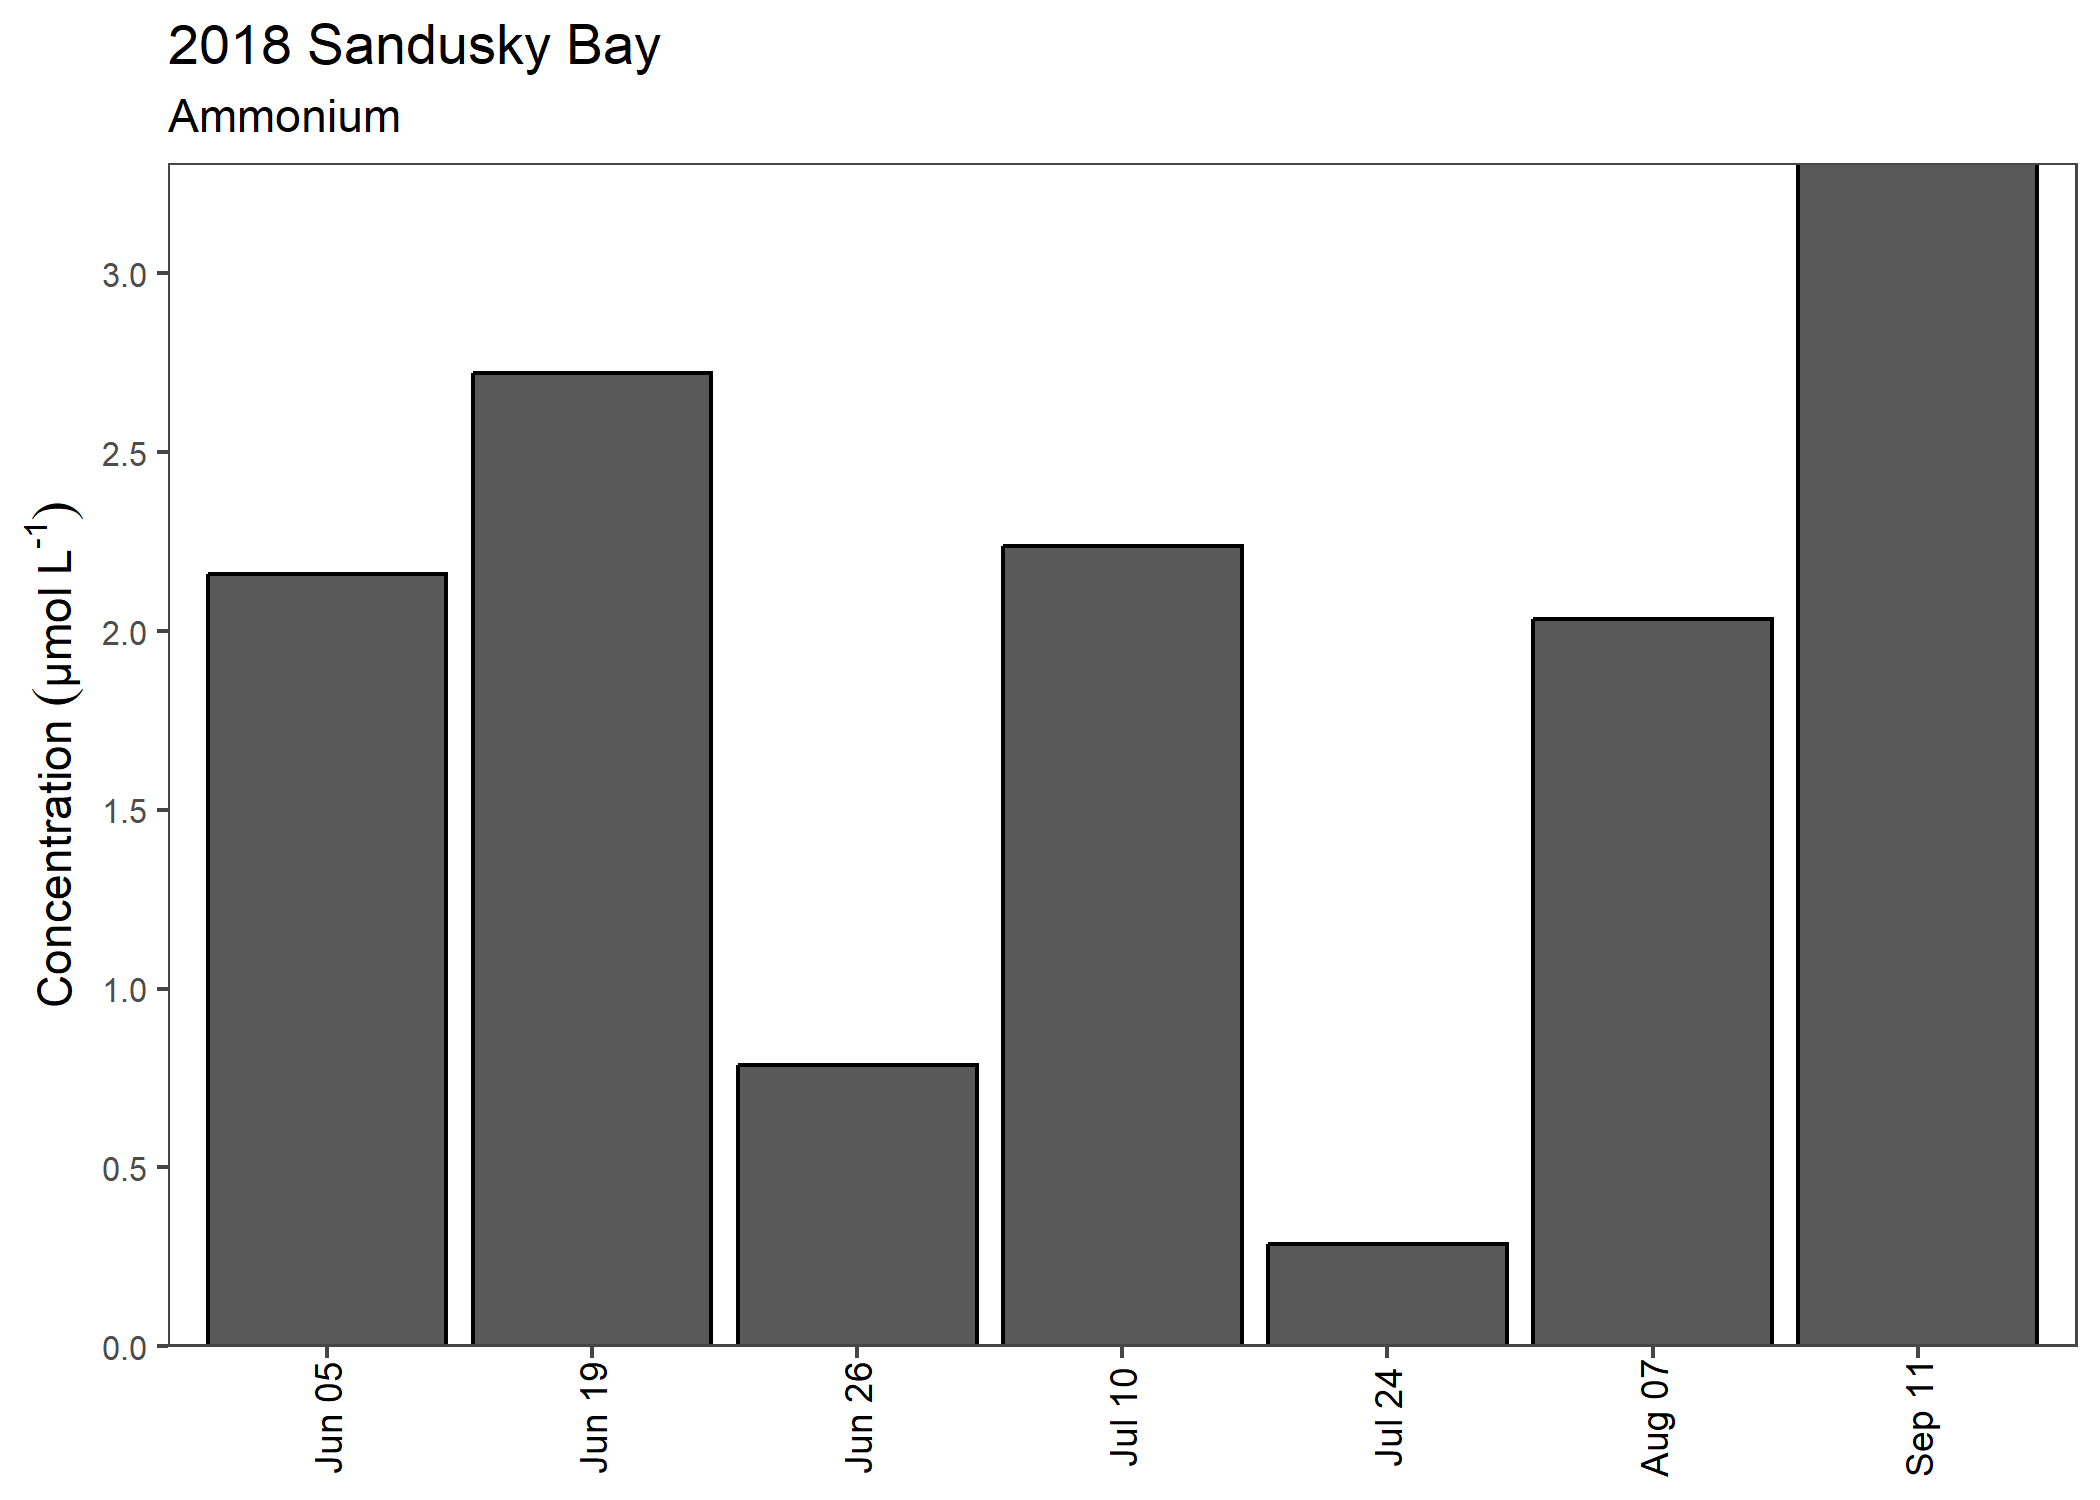 2018 Sandusky Bay
Ammonium
Concentration (µmol L⁻¹)
3.0
2.5
2.0
1.5
1.0
0.5
0.0
Jun 05
Jun 19
Jun 26
Jul 10
Jul 24
Aug 07
Sep 11